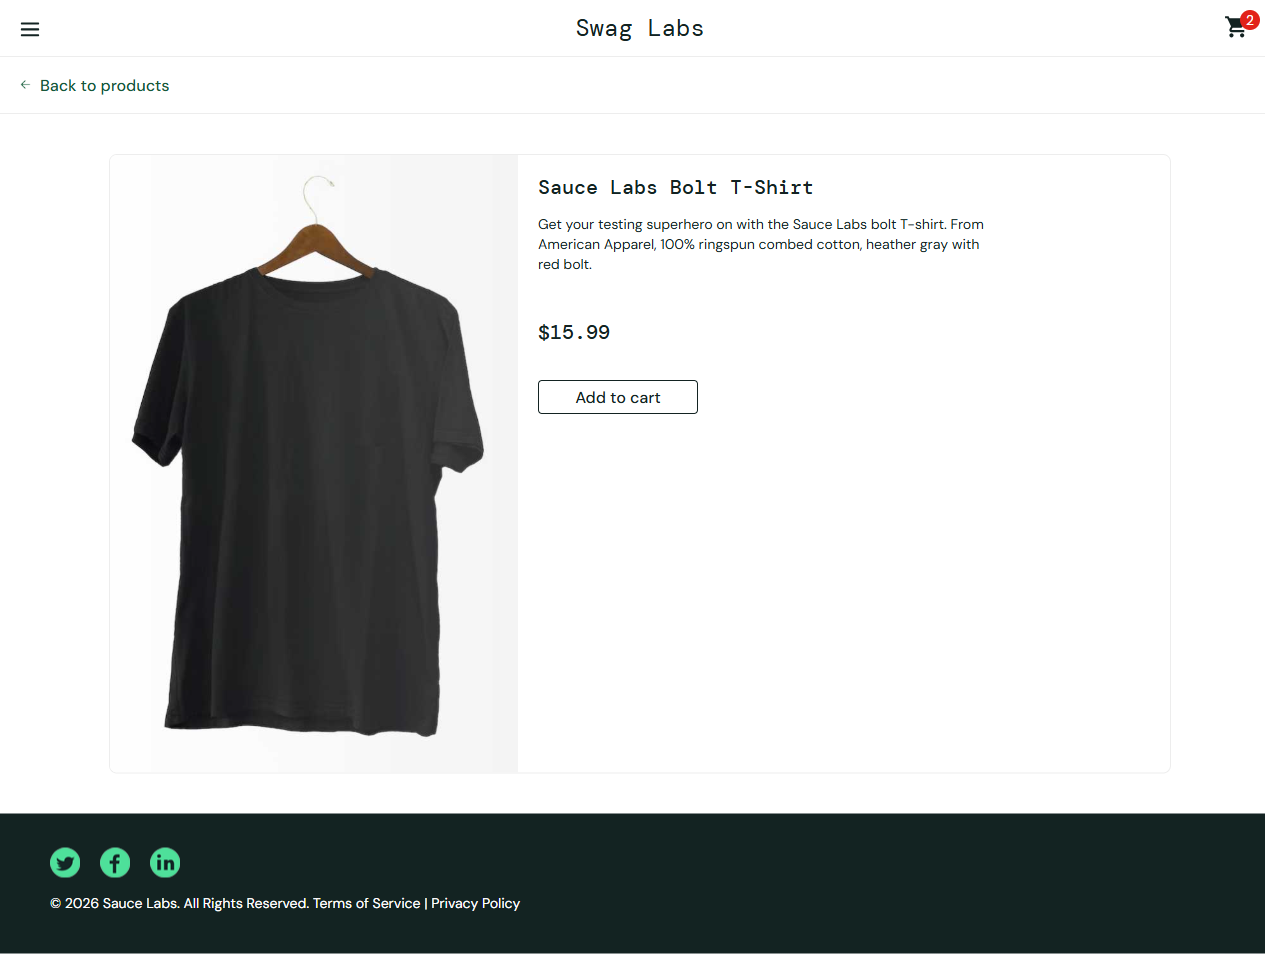 Swag Labs
2
Back to products
Sauce Labs Bolt T-Shirt
Get your testing superhero on with the Sauce Labs bolt T-shirt. From
American Apparel, 100% ringspun combed cotton, heather gray with
red bolt.
$15.99
Add to cart
© 2026 Sauce Labs. All Rights Reserved. Terms of Service | Privacy Policy